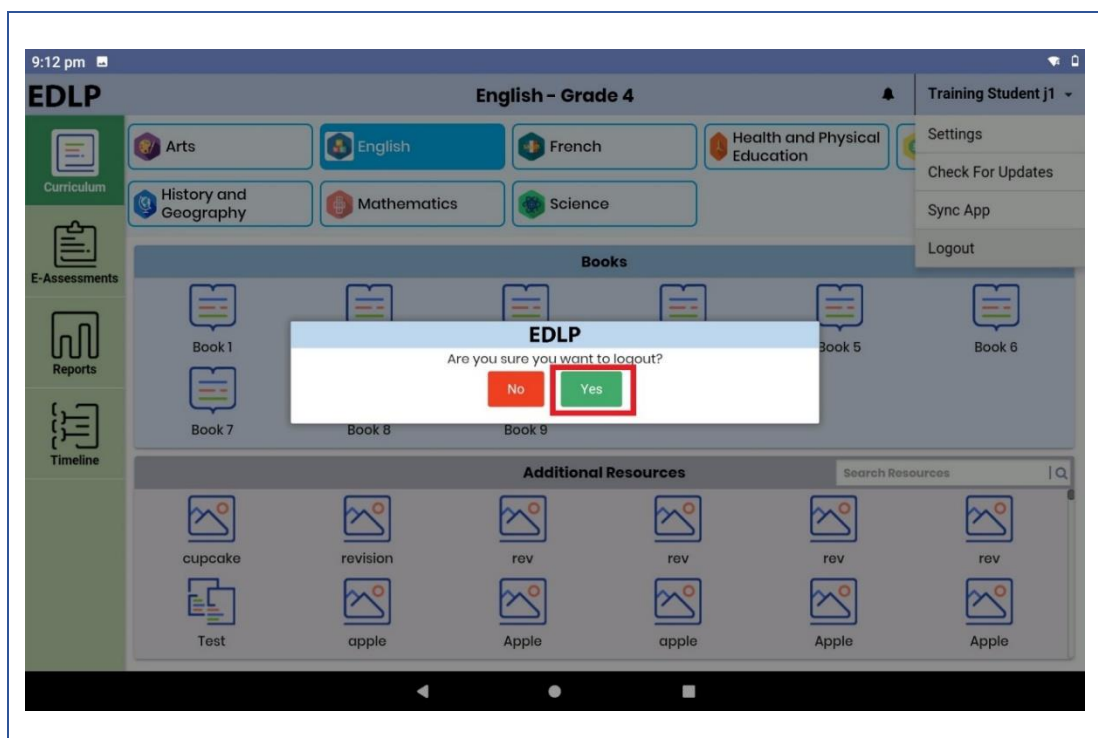 9:12 pm
EDLP
English - Grade 4
Training Student j1
Settings
Check For Updates
Sync App
Logout
Curriculum
E-Assessments
Reports
Timeline
Arts
English
French
Health and Physical
Education
History and
Geography
Mathematics
Science
Books
Book 1
Book 5
Book 6
EDLP
Are you sure you want to logout?
No
Yes
Book 7
Book 8
Book 9
Additional Resources
Search Resources
cupcake
revision
rev
rev
rev
rev
Test
apple
Apple
apple
Apple
Apple